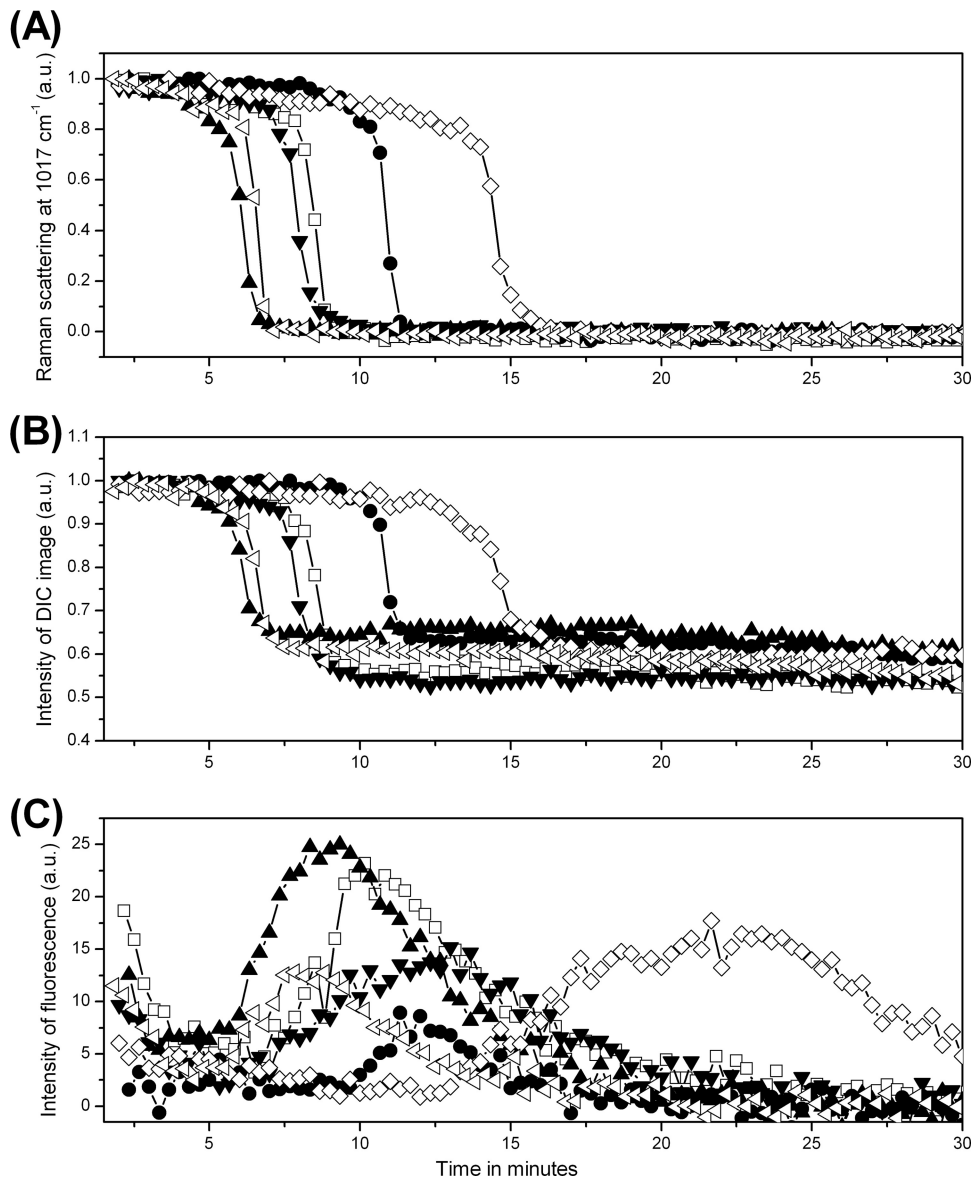 (A)
Raman scattering at 1017 cm⁻¹ (a.u.)
1.0
0.8
0.6
0.4
0.2
0.0
5 10 15 20 25 30
(B)
Intensity of DIC image (a.u.)
1.1
1.0
0.9
0.8
0.7
0.6
0.5
0.4
5 10 15 20 25 30
(C)
Intensity of fluorescence (a.u.)
25
20
15
10
5
0
5 10 15 20 25 30
Time in minutes